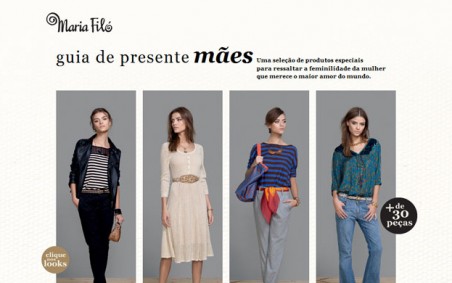 Maria Filó
guia de presente mães
Uma seleção de produtos especiais
para ressaltar a feminilidade da mulher
que merece o maior amor do mundo.
+ de
30
peças
clique
nos
looks